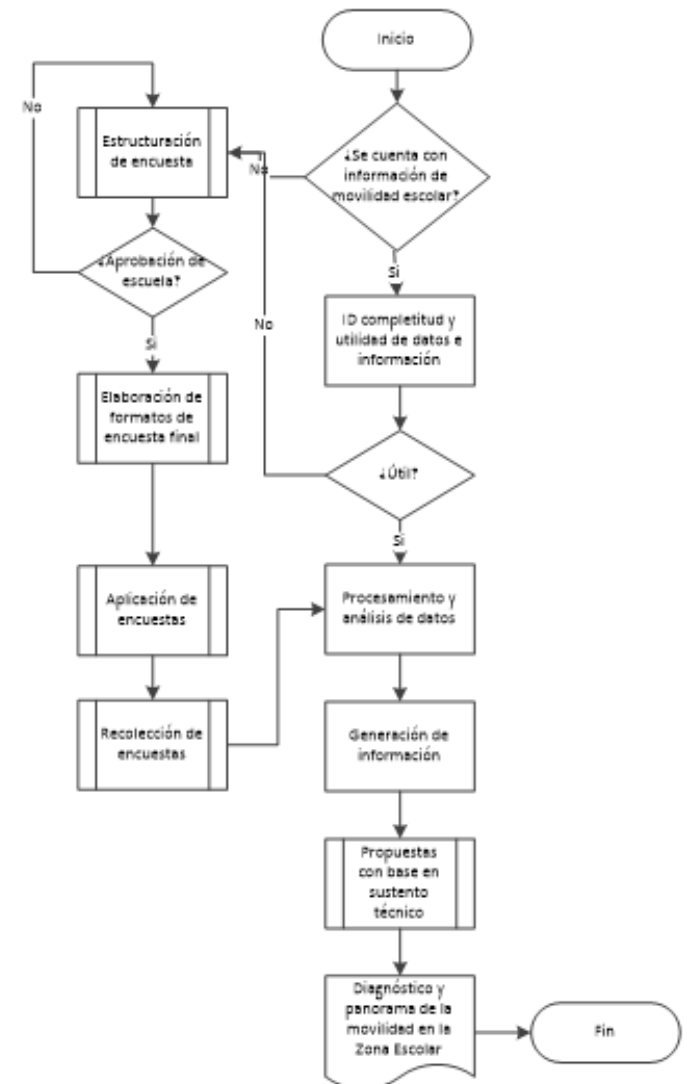 Inicio
No
Estructuración
de encuesta
No
¿Se cuenta con
información de
movilidad escolar?
¿Aprobación de
escuela?
Si
Si
ID completitud y
utilidad de datos e
información
No
Elaboración de
formatos de
encuesta final
¿Útil?
Si
Aplicación de
encuestas
Procesamiento y
análisis de datos
Recolección de
encuestas
Generación de
información
Propuestas
con base en
sustento
técnico
Diagnóstico y
panorama de la
movilidad en la
Zona Escolar
Fin